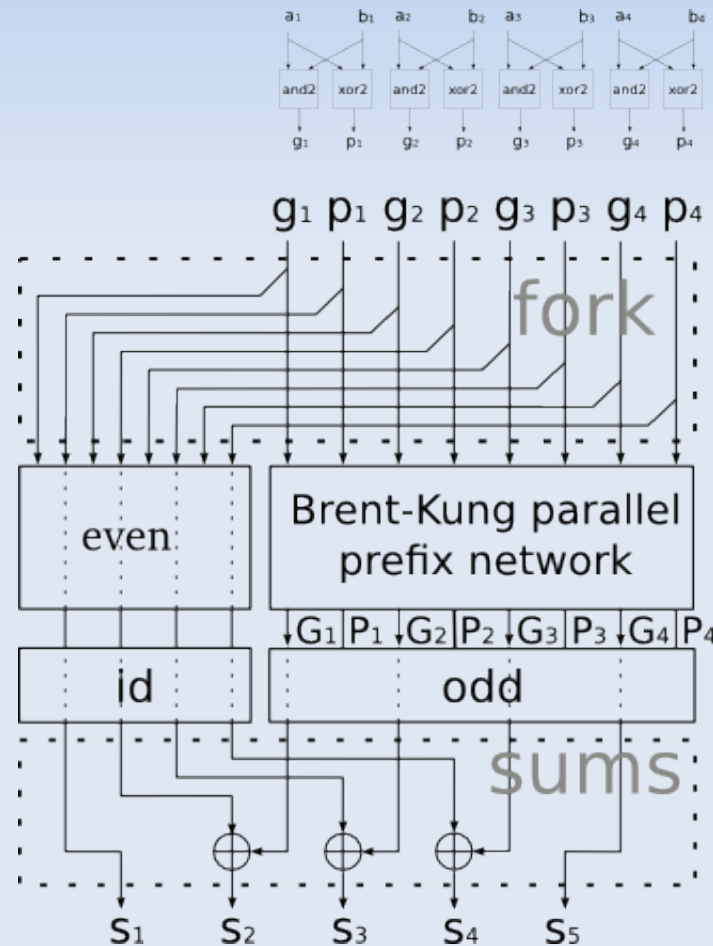 a₁ b₁ a₂ b₂ a₃ b₃ a₄ b₄
and2 xor2 and2 xor2 and2 xor2 and2 xor2
g₁ p₁ g₂ p₂ g₃ p₃ g₄ p₄
g₁ p₁ g₂ p₂ g₃ p₃ g₄ p₄
fork
even
Brent-Kung parallel
prefix network
G₁ P₁ G₂ P₂ G₃ P₃ G₄ P₄
id odd
sums
S₁ S₂ S₃ S₄ S₅